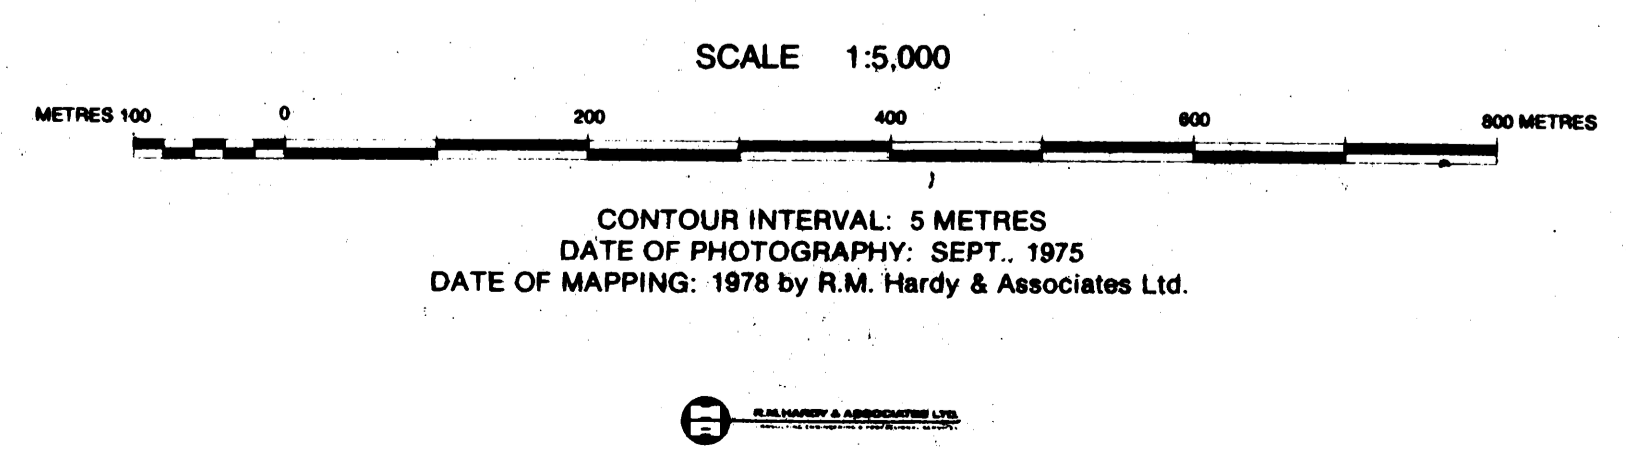 SCALE 1:5,000
METRES 100 0 200 400 600 800 METRES
CONTOUR INTERVAL: 5 METRES
DATE OF PHOTOGRAPHY: SEPT., 1975
DATE OF MAPPING: 1978 by R.M. Hardy & Associates Ltd.
R.M. HARDY & ASSOCIATES LTD.